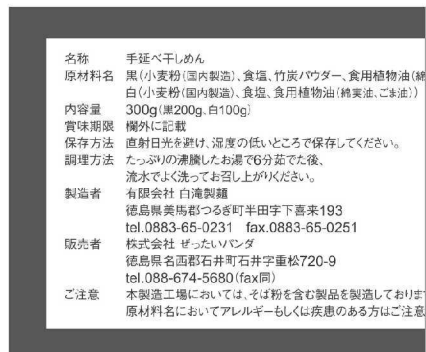 名称 手延べ干しめん
原材料名 黒(小麦粉(国内製造)、食塩、竹炭パウダー、食用植物油(綿
白(小麦粉(国内製造)、食塩、食用植物油(綿実油、ごま油))
内容量 300g(黒200g、白100g)
賞味期限 欄外に記載
保存方法 直射日光を避け、湿度の低いところで保存してください。
調理方法 たっぷりの沸騰したお湯で6分茹でた後、
流水でよく洗ってお召し上がりください。
製造者 有限会社 白滝製麺
徳島県美馬郡つるぎ町半田字下喜来193
tel.0883-65-0231 fax.0883-65-0251
販売者 株式会社 ぜったいパンダ
徳島県名西郡石井町石井字重松720-9
tel.088-674-5680(fax同)
ご注意 本製造工場においては、そば粉を含む製品を製造しておりま
原材料名においてアレルギーもしくは疾患のある方はご注意